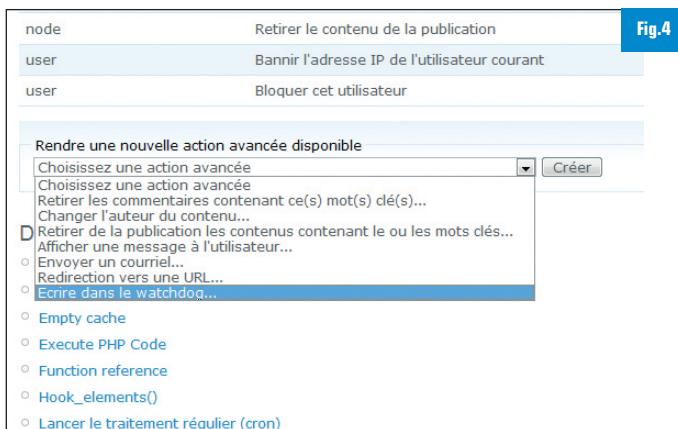 Fig.4
node Retirer le contenu de la publication
user Bannir l'adresse IP de l'utilisateur courant
user Bloquer cet utilisateur
Rendre une nouvelle action avancée disponible
Choisissez une action avancée Créer
Choisissez une action avancée
Retirer les commentaires contenant ce(s) mot(s) clé(s)...
Changer l'auteur du contenu...
D
Retirer de la publication les contenus contenant le ou les mots clés...
Afficher une message à l'utilisateur...
Envoyer un courriel...
Redirection vers une URL...
Ecrire dans le watchdog...
Empty cache
Execute PHP Code
Function reference
Hook_elements()
Lancer le traitement régulier (cron)